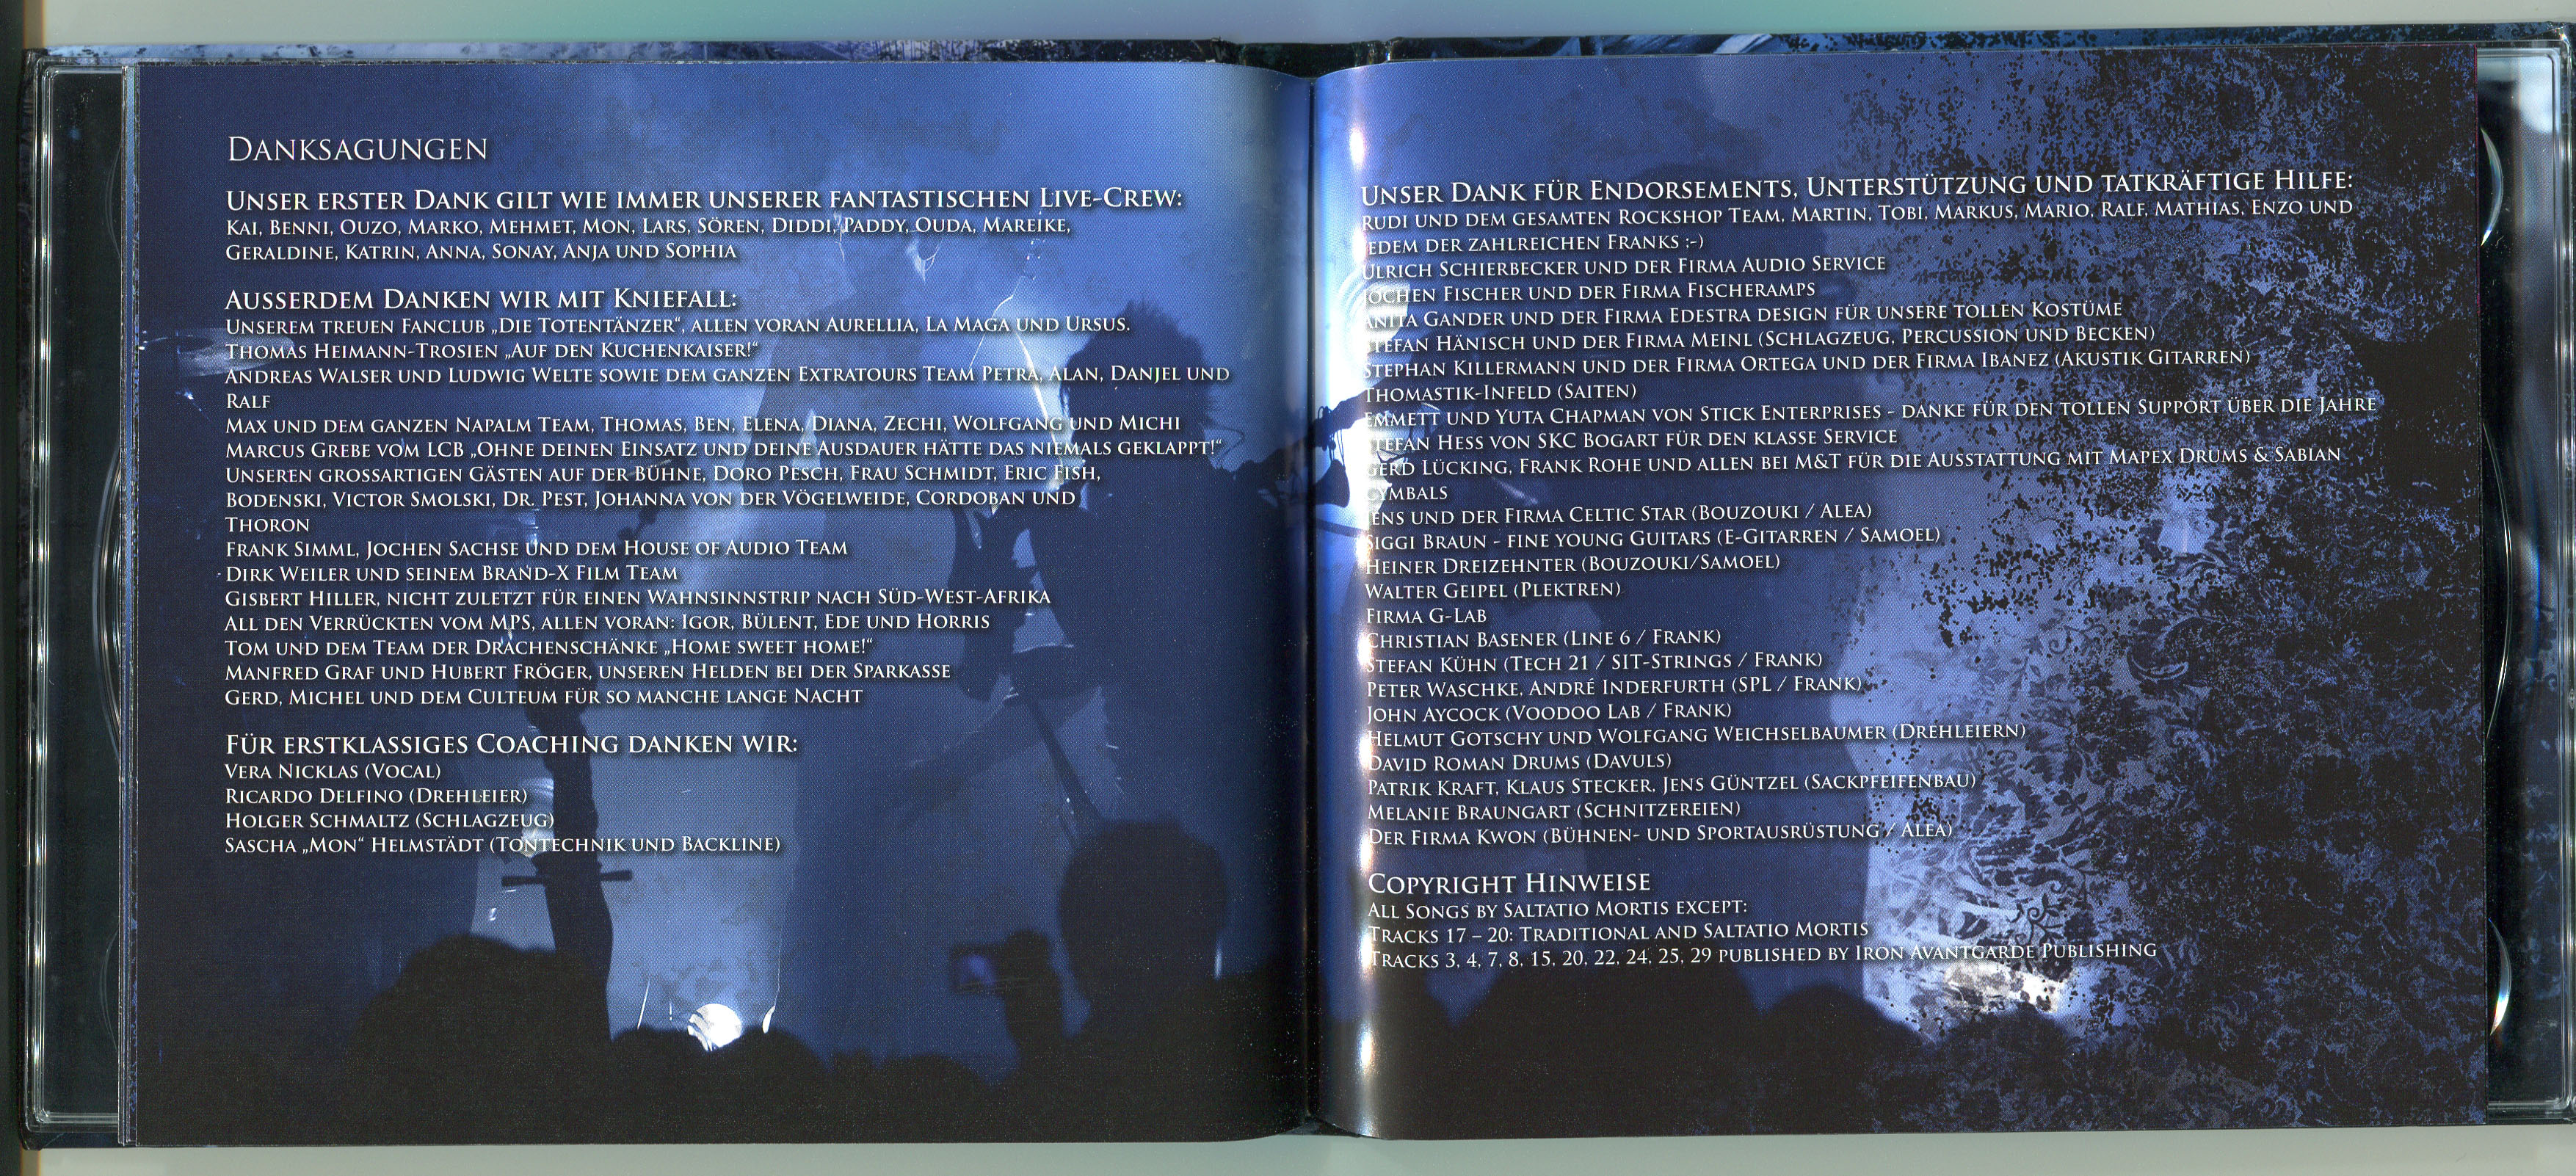 Danksagungen
Unser erster Dank gilt wie immer unserer fantastischen Live-Crew:
Kai, Benni, Ouzo, Marko, Mehmet, Mon, Lars, Sören, Diddi, Paddy, Ouda, Mareike,
Geraldine, Katrin, Anna, Sonay, Anja und Sophia
Ausserdem Danken wir mit Kniefall:
Unserem treuen Fanclub „Die Totentänzer“, allen voran Aurellia, La Maga und Ursus.
Thomas Heimann-Trosien „Auf den Kuchenkaiser!“
Andreas Walser und Ludwig Welte sowie dem ganzen Extratours Team Petra, Alan, Danjel und
Ralf
Max und dem ganzen Napalm Team, Thomas, Ben, Elena, Diana, Zechi, Wolfgang und Michi
Marcus Grebe vom LCB „Ohne deinen Einsatz und deine Ausdauer hätte das niemals geklappt!“
Unseren grossartigen Gästen auf der Bühne, Doro Pesch, Frau Schmidt, Eric Fish,
Bodenski, Victor Smolski, Dr. Pest, Johanna von der Vögelweide, Cordoban und
Thoron
Frank Simml, Jochen Sachse und dem House of Audio Team
Dirk Weiler und seinem Brand-X Film Team
Gisbert Hiller, nicht zuletzt für einen Wahnsinnstrip nach Süd-West-Afrika
All den Verrückten vom MPS, allen voran: Igor, Bülent, Ede und Horris
Tom und dem Team der Drachenschänke „Home sweet home!“
Manfred Graf und Hubert Fröger, unseren Helden bei der Sparkasse
Gerd, Michel und dem Culteum für so manche lange Nacht
Für erstklassiges Coaching danken wir:
Vera Nicklas (Vocal)
Ricardo Delfino (Drehleier)
Holger Schmaltz (Schlagzeug)
Sascha „Mon“ Helmstädt (Tontechnik und Backline)
Unser Dank für Endorsements, Unterstützung und tatkräftige Hilfe:
Rudi und dem gesamten Rockshop Team, Martin, Tobi, Markus, Mario, Ralf, Mathias, Enzo und
jedem der zahlreichen Franks :-)
Ulrich Schierbecker und der Firma Audio Service
Jochen Fischer und der Firma Fischeramps
Anita Gander und der Firma Edestra design für unsere tollen Kostüme
Stefan Hänisch und der Firma Meinl (Schlagzeug, Percussion und Becken)
Stephan Killermann und der Firma Ortega und der Firma Ibanez (Akustik Gitarren)
Thomastik-Infeld (Saiten)
Emmett und Yuta Chapman von Stick Enterprises - danke für den tollen Support über die Jahre
Stefan Hess von SKC Bogart für den klasse Service
Gerd Lücking, Frank Rohe und allen bei M&T für die Ausstattung mit Mapex Drums & Sabian
Cymbals
Jens und der Firma Celtic Star (Bouzouki / Alea)
Siggi Braun - fine young Guitars (E-Gitarren / Samoel)
Heiner Dreizehnter (Bouzouki/Samoel)
Walter Geipel (Plektren)
Firma G-Lab
Christian Basener (Line 6 / Frank)
Stefan Kühn (Tech 21 / SIT-Strings / Frank)
Peter Waschke, André Inderfurth (SPL / Frank)
John Aycock (Voodoo Lab / Frank)
Helmut Gotschy und Wolfgang Weichselbaumer (Drehleiern)
David Roman Drums (Davuls)
Patrik Kraft, Klaus Stecker, Jens Güntzel (Sackpfeifenbau)
Melanie Braungart (Schnitzereien)
Der Firma Kwon (Bühnen- und Sportausrüstung / Alea)
Copyright Hinweise
All Songs by Saltatio Mortis except:
Tracks 17 – 20: Traditional and Saltatio Mortis
Tracks 3, 4, 7, 8, 15, 20, 22, 24, 25, 29 published by Iron Avantgarde Publishing